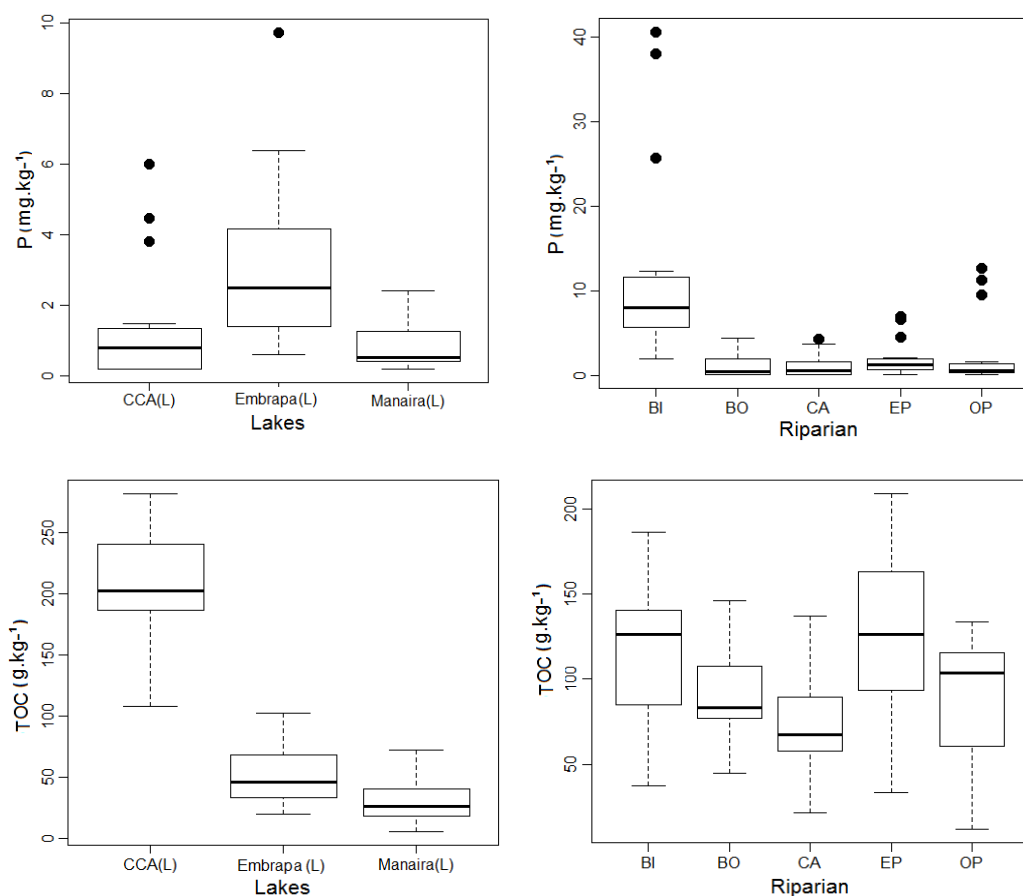 P (mg.kg-¹)
10
8
6
4
2
0
CCA(L) Embrapa(L) Manaira(L)
Lakes
P (mg.kg-¹)
40
30
20
10
0
BI BO CA EP OP
Riparian
TOC (g.kg-¹)
250
200
150
100
50
0
CCA(L) Embrapa (L) Manaira(L)
Lakes
TOC (g.kg-¹)
200
150
100
50
BI BO CA EP OP
Riparian